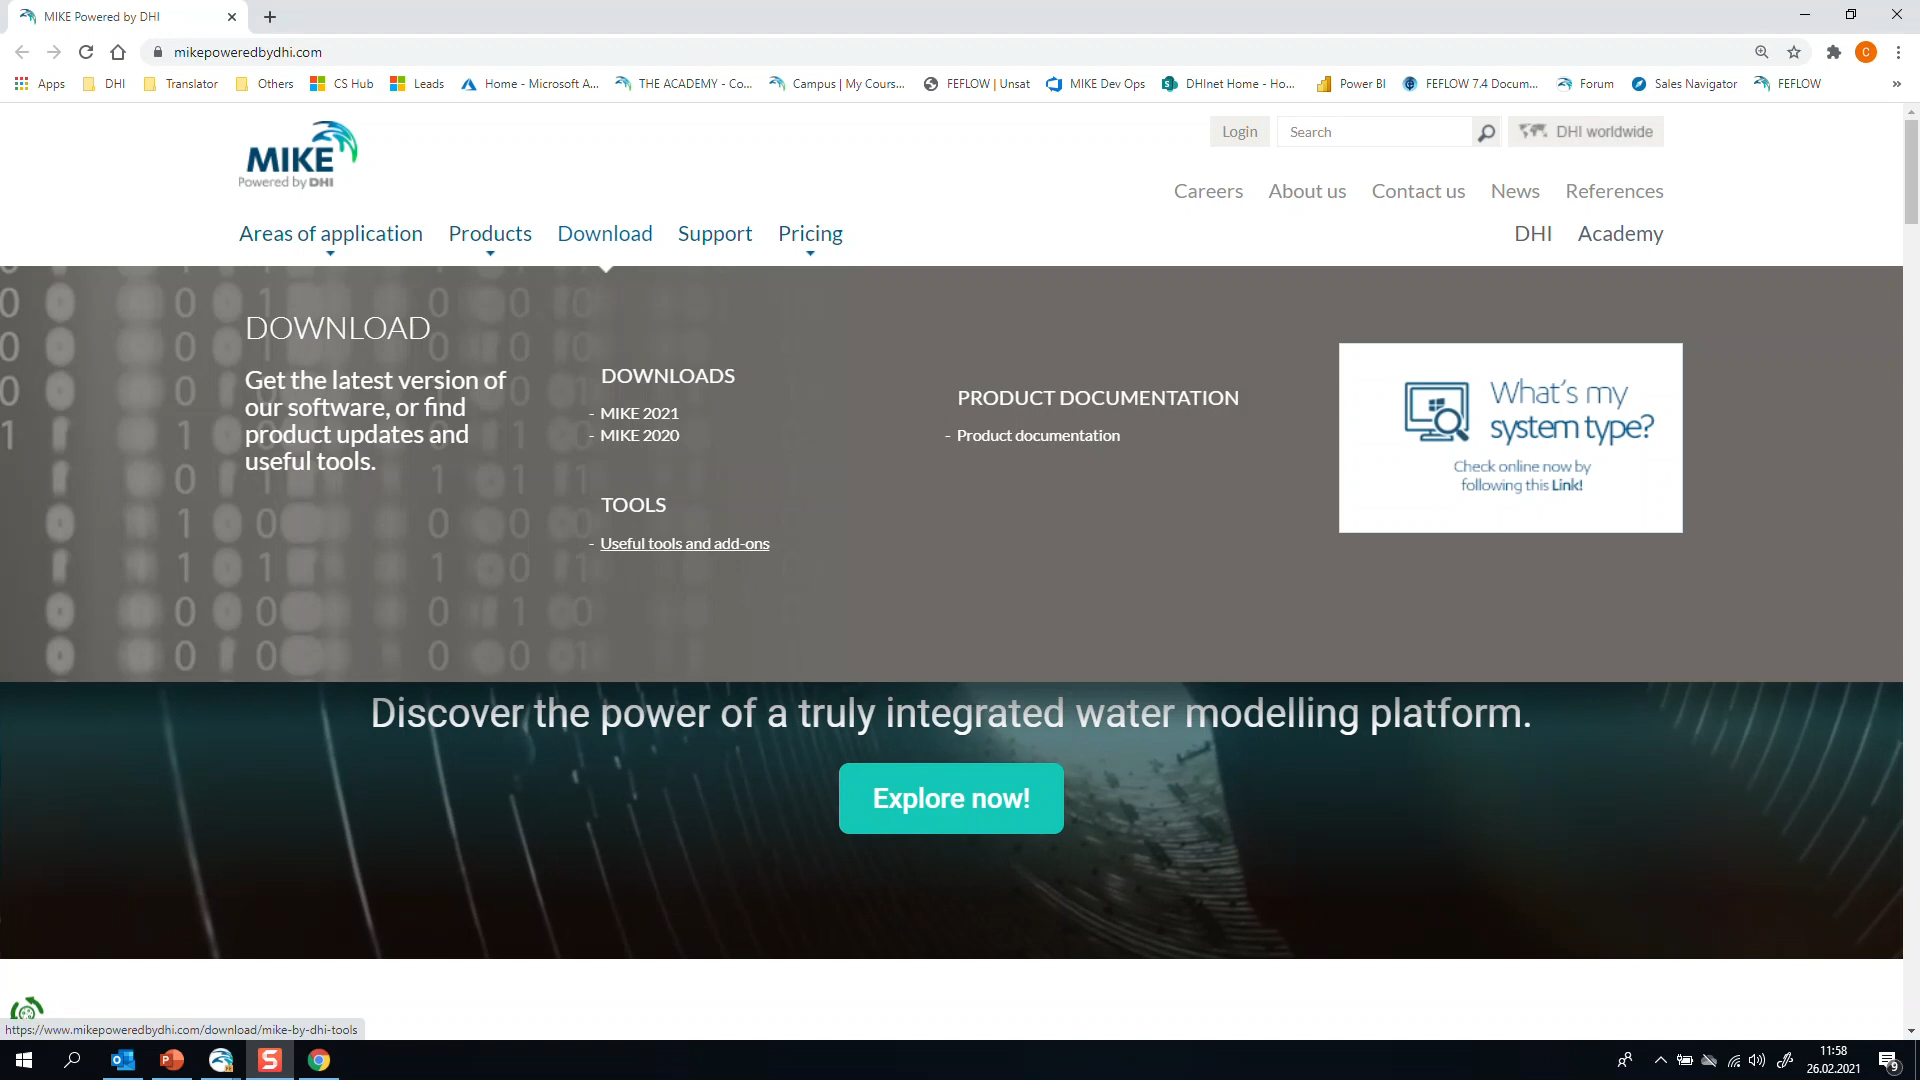 MIKE Powered by DHI
mikepoweredbydhi.com
C
Apps DHI Translator Others CS Hub Leads Home - Microsoft A... THE ACADEMY - Co... Campus | My Cours... FEFLOW | Unsat MIKE Dev Ops DHInet Home - Ho... Power BI FEFLOW 7.4 Docum... Forum Sales Navigator FEFLOW »
MIKE
Powered by DHI
Login Search DHI worldwide
Careers About us Contact us News References
Areas of application Products Download Support Pricing DHI Academy
DOWNLOAD
Get the latest version of
our software, or find
product updates and
useful tools.
DOWNLOADS
- MIKE 2021
- MIKE 2020
TOOLS
- Useful tools and add-ons
PRODUCT DOCUMENTATION
- Product documentation
What's my
system type?
Check online now by
following this Link!
Discover the power of a truly integrated water modelling platform.
Explore now!
https://www.mikepoweredbydhi.com/download/mike-by-dhi-tools
11:58
26.02.2021
9